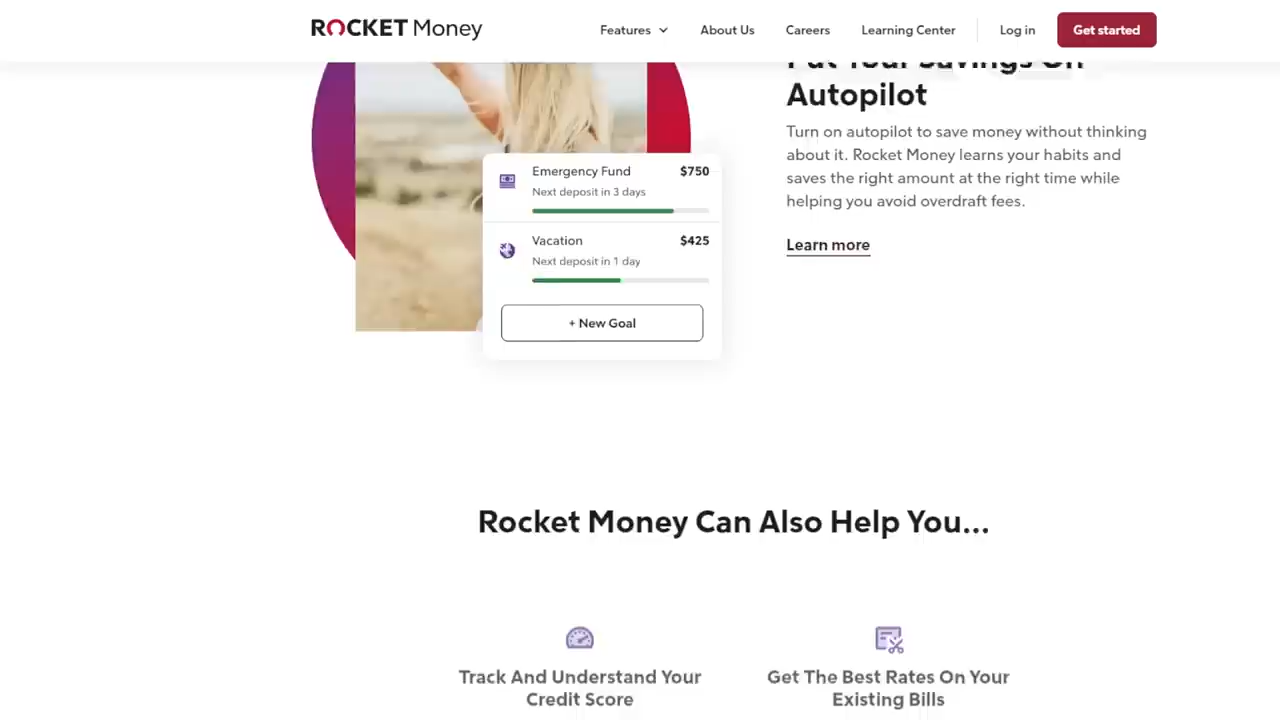 ROCKET Money
Features
About Us
Careers
Learning Center
Log in
Get started
Put Your Savings On
Autopilot
Turn on autopilot to save money without thinking
about it. Rocket Money learns your habits and
saves the right amount at the right time while
helping you avoid overdraft fees.
Learn more
Emergency Fund $750
Next deposit in 3 days
Vacation $425
Next deposit in 1 day
+ New Goal
Rocket Money Can Also Help You...
Track And Understand Your
Credit Score
Get The Best Rates On Your
Existing Bills